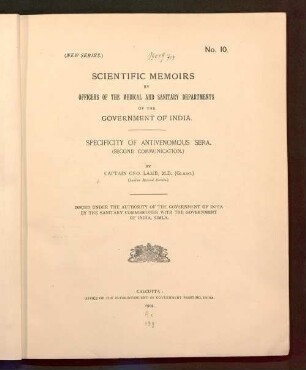 (NEW SERIES.)
No. 10.
SCIENTIFIC MEMOIRS
BY
OFFICERS OF THE MEDICAL AND SANITARY DEPARTMENTS
OF THE
GOVERNMENT OF INDIA.
SPECIFICITY OF ANTIVENOMOUS SERA.
(SECOND COMMUNICATION.)
BY
CAPTAIN GEO. LAMB, M.D. (GLASG.)
(Indian Medical Service.)
ISSUED UNDER THE AUTHORITY OF THE GOVERNMENT OF INDIA
BY THE SANITARY COMMISSIONER WITH THE GOVERNMENT
OF INDIA, SIMLA.
CALCUTTA:
OFFICE OF THE SUPERINTENDENT OF GOVERNMENT PRINTING, INDIA.